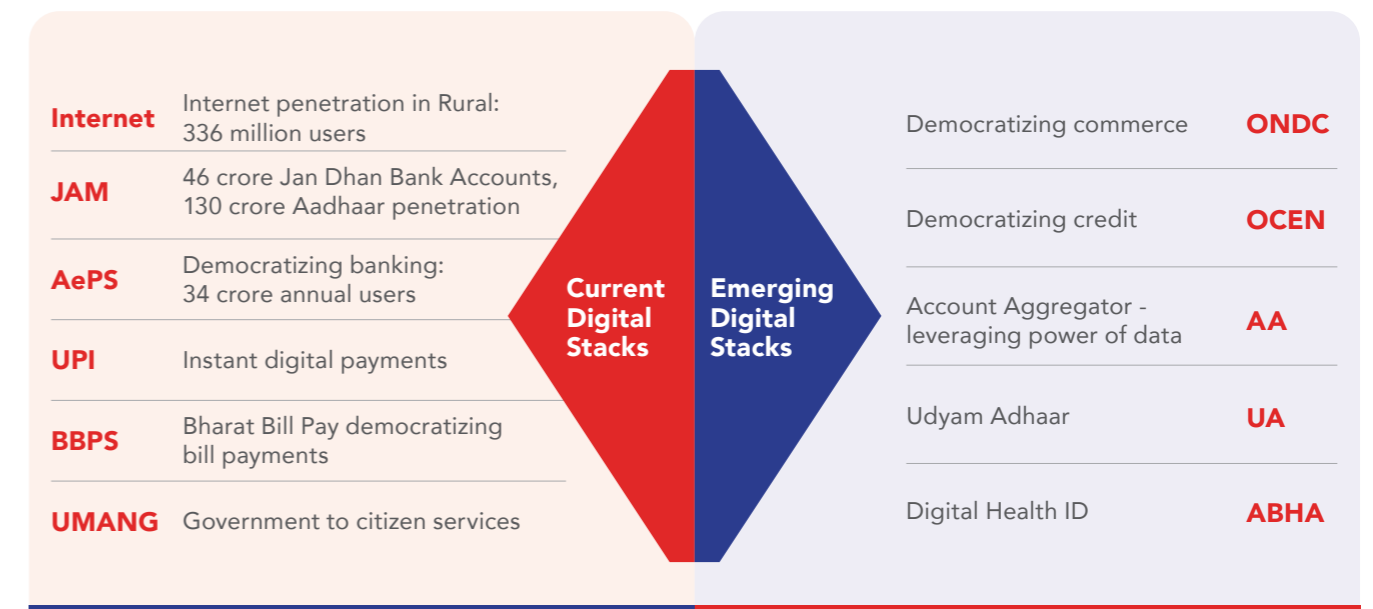 Internet
Internet penetration in Rural:
336 million users
JAM
46 crore Jan Dhan Bank Accounts,
130 crore Aadhaar penetration
AePS
Democratizing banking:
34 crore annual users
UPI
Instant digital payments
BBPS
Bharat Bill Pay democratizing
bill payments
UMANG
Government to citizen services
Current
Digital
Stacks
Emerging
Digital
Stacks
Democratizing commerce
ONDC
Democratizing credit
OCEN
Account Aggregator -
leveraging power of data
AA
Udyam Adhaar
UA
Digital Health ID
ABHA